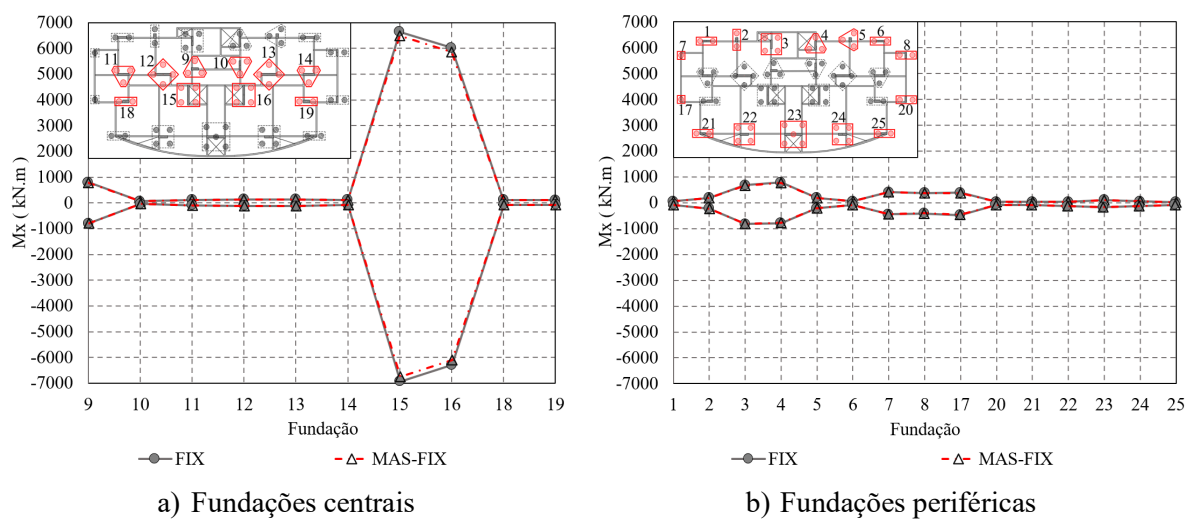 7000
6000
5000
4000
3000
2000
1000
0
-1000
-2000
-3000
-4000
-5000
-6000
-7000
Mx ( kN.m)
11 12 9 10 13 14
15 16
18 19
9 10 11 12 13 14 15 16 18 19
Fundação
FIX MAS-FIX
a) Fundações centrais
7000
6000
5000
4000
3000
2000
1000
0
-1000
-2000
-3000
-4000
-5000
-6000
-7000
Mx ( kN.m)
1 2 3 4 5 6
7 8
17 20
21 22 23 24 25
1 2 3 4 5 6 7 8 17 20 21 22 23 24 25
Fundação
FIX MAS-FIX
b) Fundações periféricas